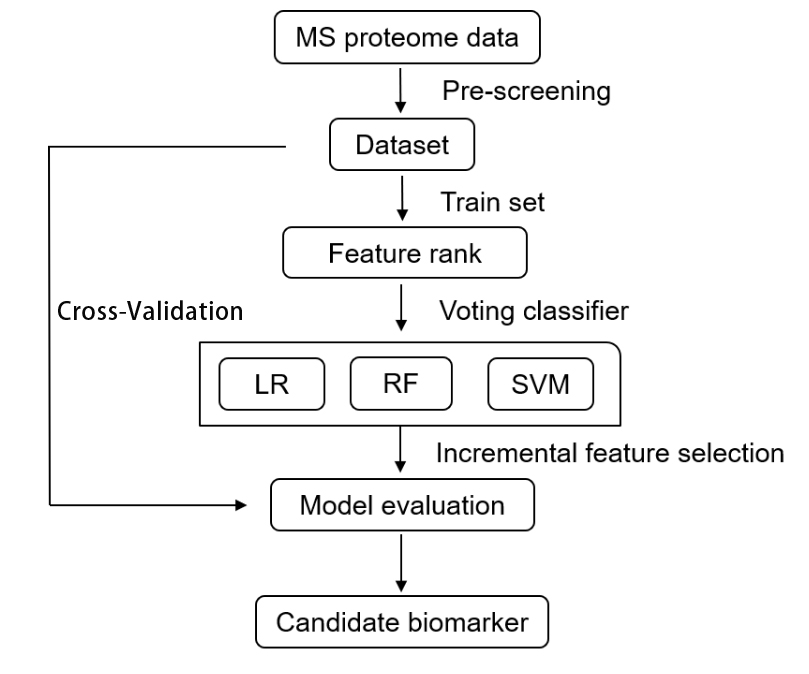 MS proteome data
Pre-screening
Dataset
Train set
Feature rank
Cross-Validation
Voting classifier
LR
RF
SVM
Incremental feature selection
Model evaluation
Candidate biomarker